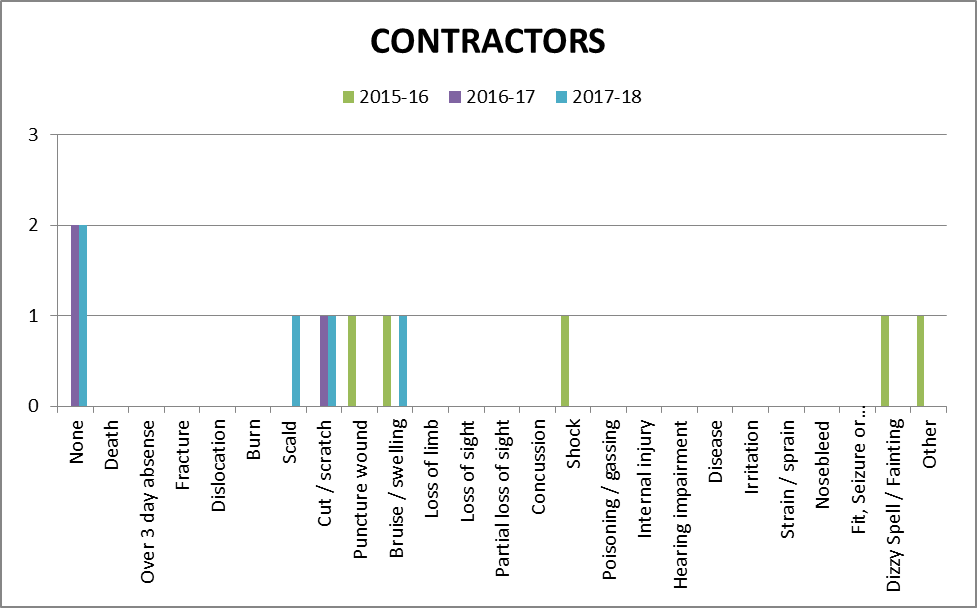 CONTRACTORS
2015-16
2016-17
2017-18
3
2
1
0
None
Death
Over 3 day absense
Fracture
Dislocation
Burn
Scald
Cut / scratch
Puncture wound
Bruise / swelling
Loss of limb
Loss of sight
Partial loss of sight
Concussion
Shock
Poisoning / gassing
Internal injury
Hearing impairment
Disease
Irritation
Strain / sprain
Nosebleed
Fit, Seizure or…
Dizzy Spell / Fainting
Other